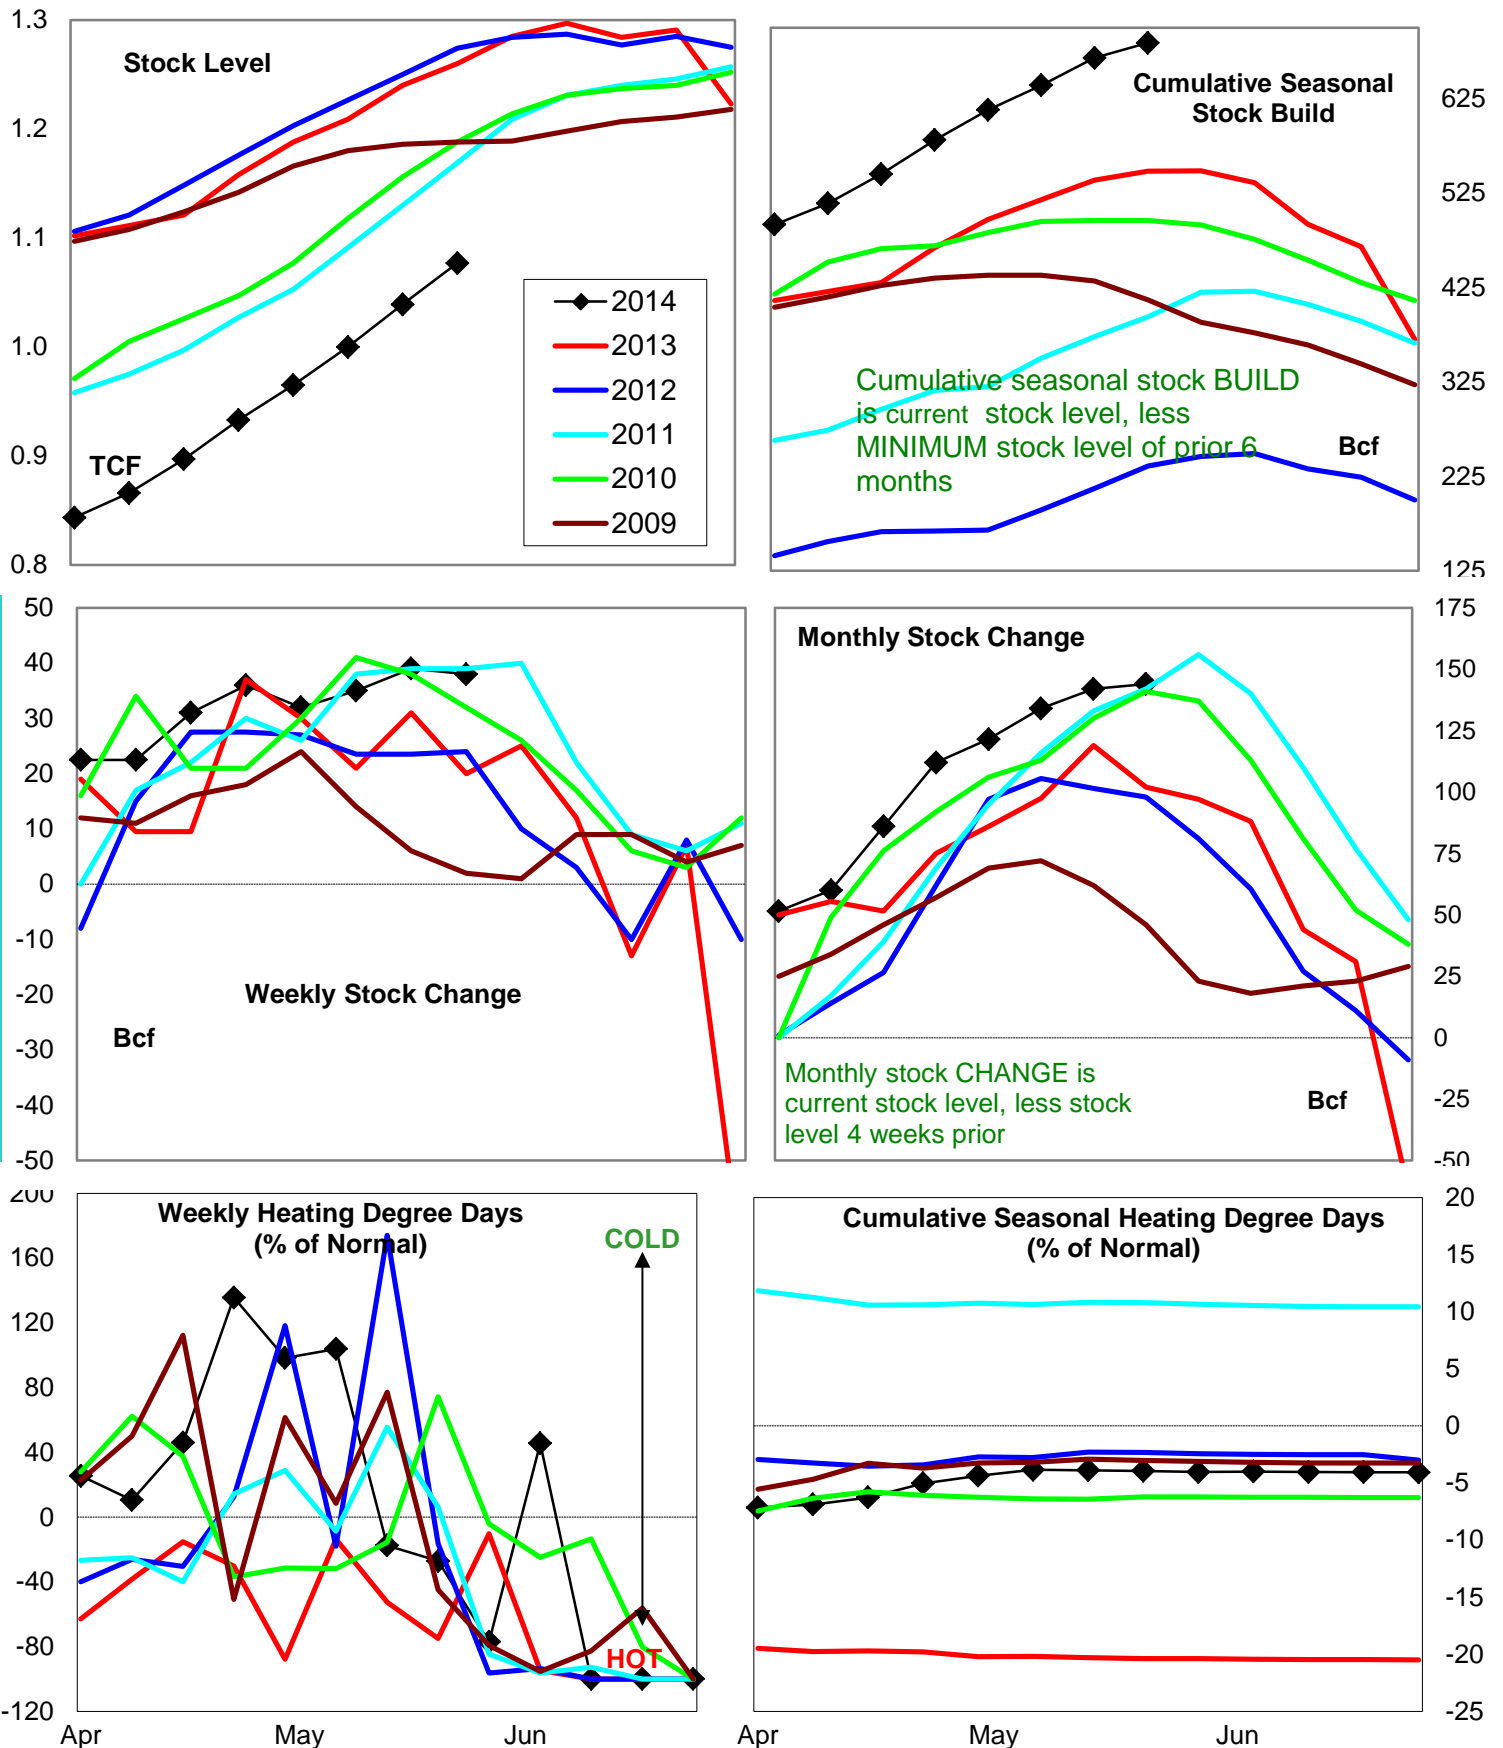 1.3
1.2
1.1
1.0
0.9
0.8
Stock Level
TCF
2014
2013
2012
2011
2010
2009
Cumulative Seasonal
Stock Build
625
525
425
325
225
125
Cumulative seasonal stock BUILD
is current stock level, less
MINIMUM stock level of prior 6
months
Bcf
50
40
30
20
10
0
-10
-20
-30
-40
-50
Weekly Stock Change
Bcf
Monthly Stock Change
175
150
125
100
75
50
25
0
-25
-50
Monthly stock CHANGE is
current stock level, less stock
level 4 weeks prior
Bcf
200
160
120
80
40
0
-40
-80
-120
Weekly Heating Degree Days
(% of Normal)
COLD
HOT
Apr May Jun
Cumulative Seasonal Heating Degree Days
(% of Normal)
20
15
10
5
0
-5
-10
-15
-20
-25
Apr May Jun